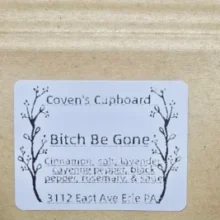 Coven's Cupboard
Bitch Be Gone
Cinnamon, salt, lavender,
cayenne pepper, black
pepper, rosemary, & sage
3112 East Ave Erie PA